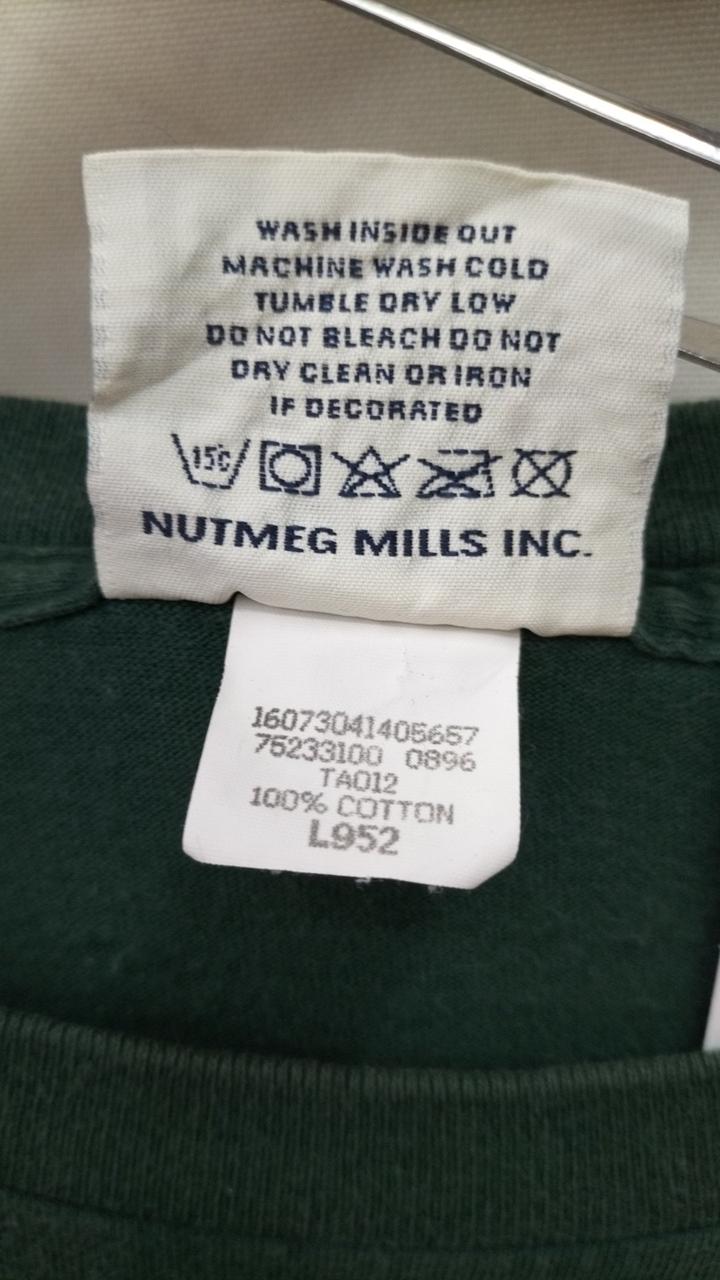 WASH INSIDE OUT
MACHINE WASH COLD
TUMBLE DRY LOW
DO NOT BLEACH DO NOT
DRY CLEAN OR IRON
IF DECORATED
15°C
NUTMEG MILLS INC.
16073041405657
75233100 0896
TA012
100% COTTON
L952